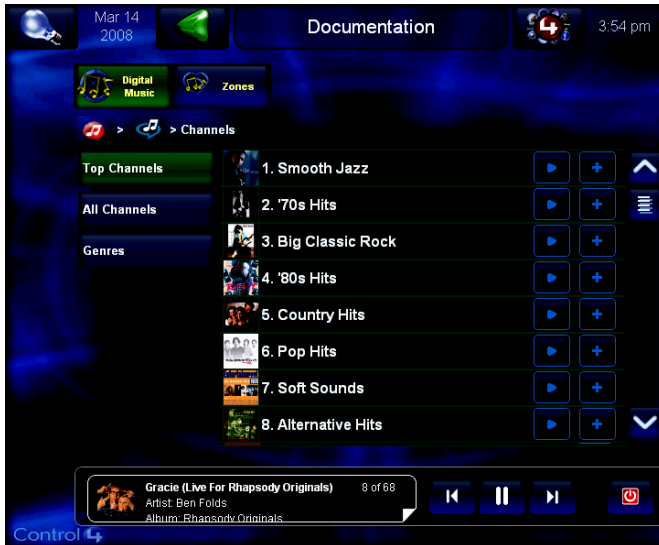 Mar 14
2008
Documentation
4
3:54 pm
Digital
Music
Zones
> > Channels
Top Channels
All Channels
Genres
1. Smooth Jazz
2. '70s Hits
3. Big Classic Rock
4. '80s Hits
5. Country Hits
6. Pop Hits
7. Soft Sounds
8. Alternative Hits
Gracie (Live For Rhapsody Originals) 8 of 68
Artist: Ben Folds
Album: Rhapsody Originals
Control4